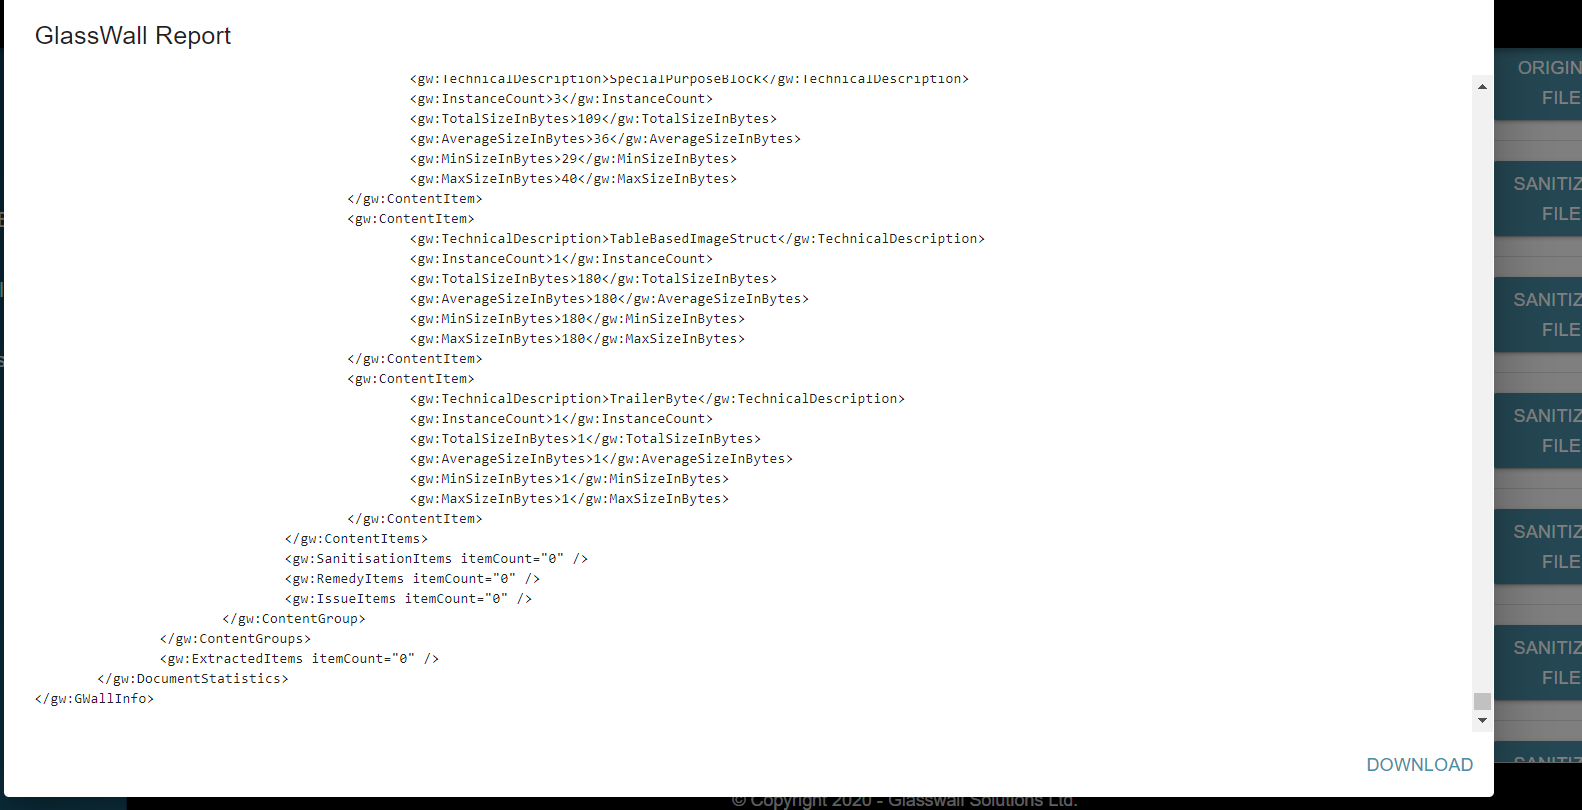 GlassWall Report
<gw:TechnicalDescription>SpecialPurposeBlock</gw:TechnicalDescription>
<gw:InstanceCount>3</gw:InstanceCount>
<gw:TotalSizeInBytes>109</gw:TotalSizeInBytes>
<gw:AverageSizeInBytes>36</gw:AverageSizeInBytes>
<gw:MinSizeInBytes>29</gw:MinSizeInBytes>
<gw:MaxSizeInBytes>40</gw:MaxSizeInBytes>
</gw:ContentItem>
<gw:ContentItem>
<gw:TechnicalDescription>TableBasedImageStruct</gw:TechnicalDescription>
<gw:InstanceCount>1</gw:InstanceCount>
<gw:TotalSizeInBytes>180</gw:TotalSizeInBytes>
<gw:AverageSizeInBytes>180</gw:AverageSizeInBytes>
<gw:MinSizeInBytes>180</gw:MinSizeInBytes>
<gw:MaxSizeInBytes>180</gw:MaxSizeInBytes>
</gw:ContentItem>
<gw:ContentItem>
<gw:TechnicalDescription>TrailerByte</gw:TechnicalDescription>
<gw:InstanceCount>1</gw:InstanceCount>
<gw:TotalSizeInBytes>1</gw:TotalSizeInBytes>
<gw:AverageSizeInBytes>1</gw:AverageSizeInBytes>
<gw:MinSizeInBytes>1</gw:MinSizeInBytes>
<gw:MaxSizeInBytes>1</gw:MaxSizeInBytes>
</gw:ContentItem>
</gw:ContentItems>
<gw:SanitisationItems itemCount="0" />
<gw:RemedyItems itemCount="0" />
<gw:IssueItems itemCount="0" />
</gw:ContentGroup>
</gw:ContentGroups>
<gw:ExtractedItems itemCount="0" />
</gw:DocumentStatistics>
</gw:GWallInfo>
DOWNLOAD
ORIGIN
FILE
SANITIZ
FILE
SANITIZ
FILE
SANITIZ
FILE
SANITIZ
FILE
SANITIZ
FILE
SANITIZ
© Copyright 2020 - Glasswall Solutions Ltd.